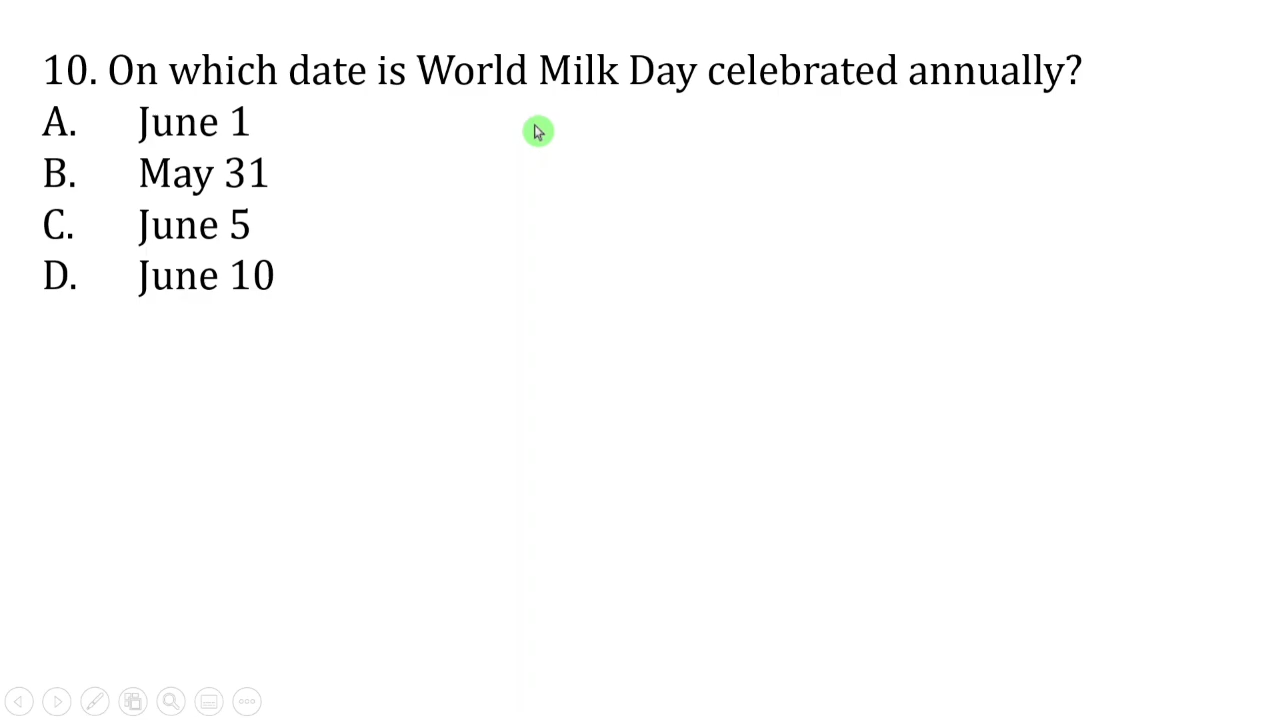 10. On which date is World Milk Day celebrated annually?
A. June 1
B. May 31
C. June 5
D. June 10